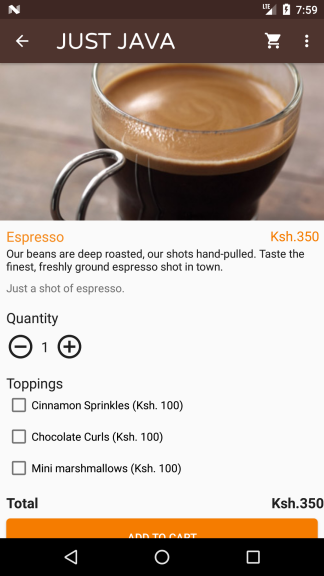 LTE 7:59
JUST JAVA
Espresso Ksh.350
Our beans are deep roasted, our shots hand-pulled. Taste the
finest, freshly ground espresso shot in town.
Just a shot of espresso.
Quantity
1
Toppings
Cinnamon Sprinkles (Ksh. 100)
Chocolate Curls (Ksh. 100)
Mini marshmallows (Ksh. 100)
Total Ksh.350
ADD TO CART